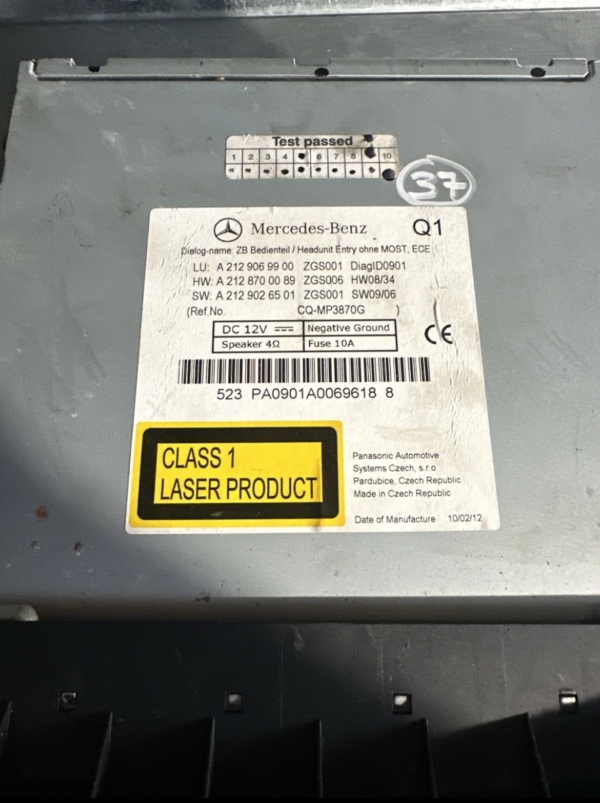 Test passed
1 2 3 4 6 7 8 10
37
Mercedes-Benz Q1
Dialog-name: ZB Bedienteil / Headunit Entry ohne MOST, ECE
LU: A 212 906 99 00 ZGS001 DiagID0901
HW: A 212 870 00 89 ZGS006 HW08/34
SW: A 212 902 65 01 ZGS001 SW09/06
(Ref.No. CQ-MP3870G )
DC 12V Negative Ground
Speaker 4Ω Fuse 10A
CE
523 PA0901A0069618 8
CLASS 1
LASER PRODUCT
Panasonic Automotive
Systems Czech, s.r.o
Pardubice, Czech Republic
Made in Czech Republic
Date of Manufacture 10/02/12